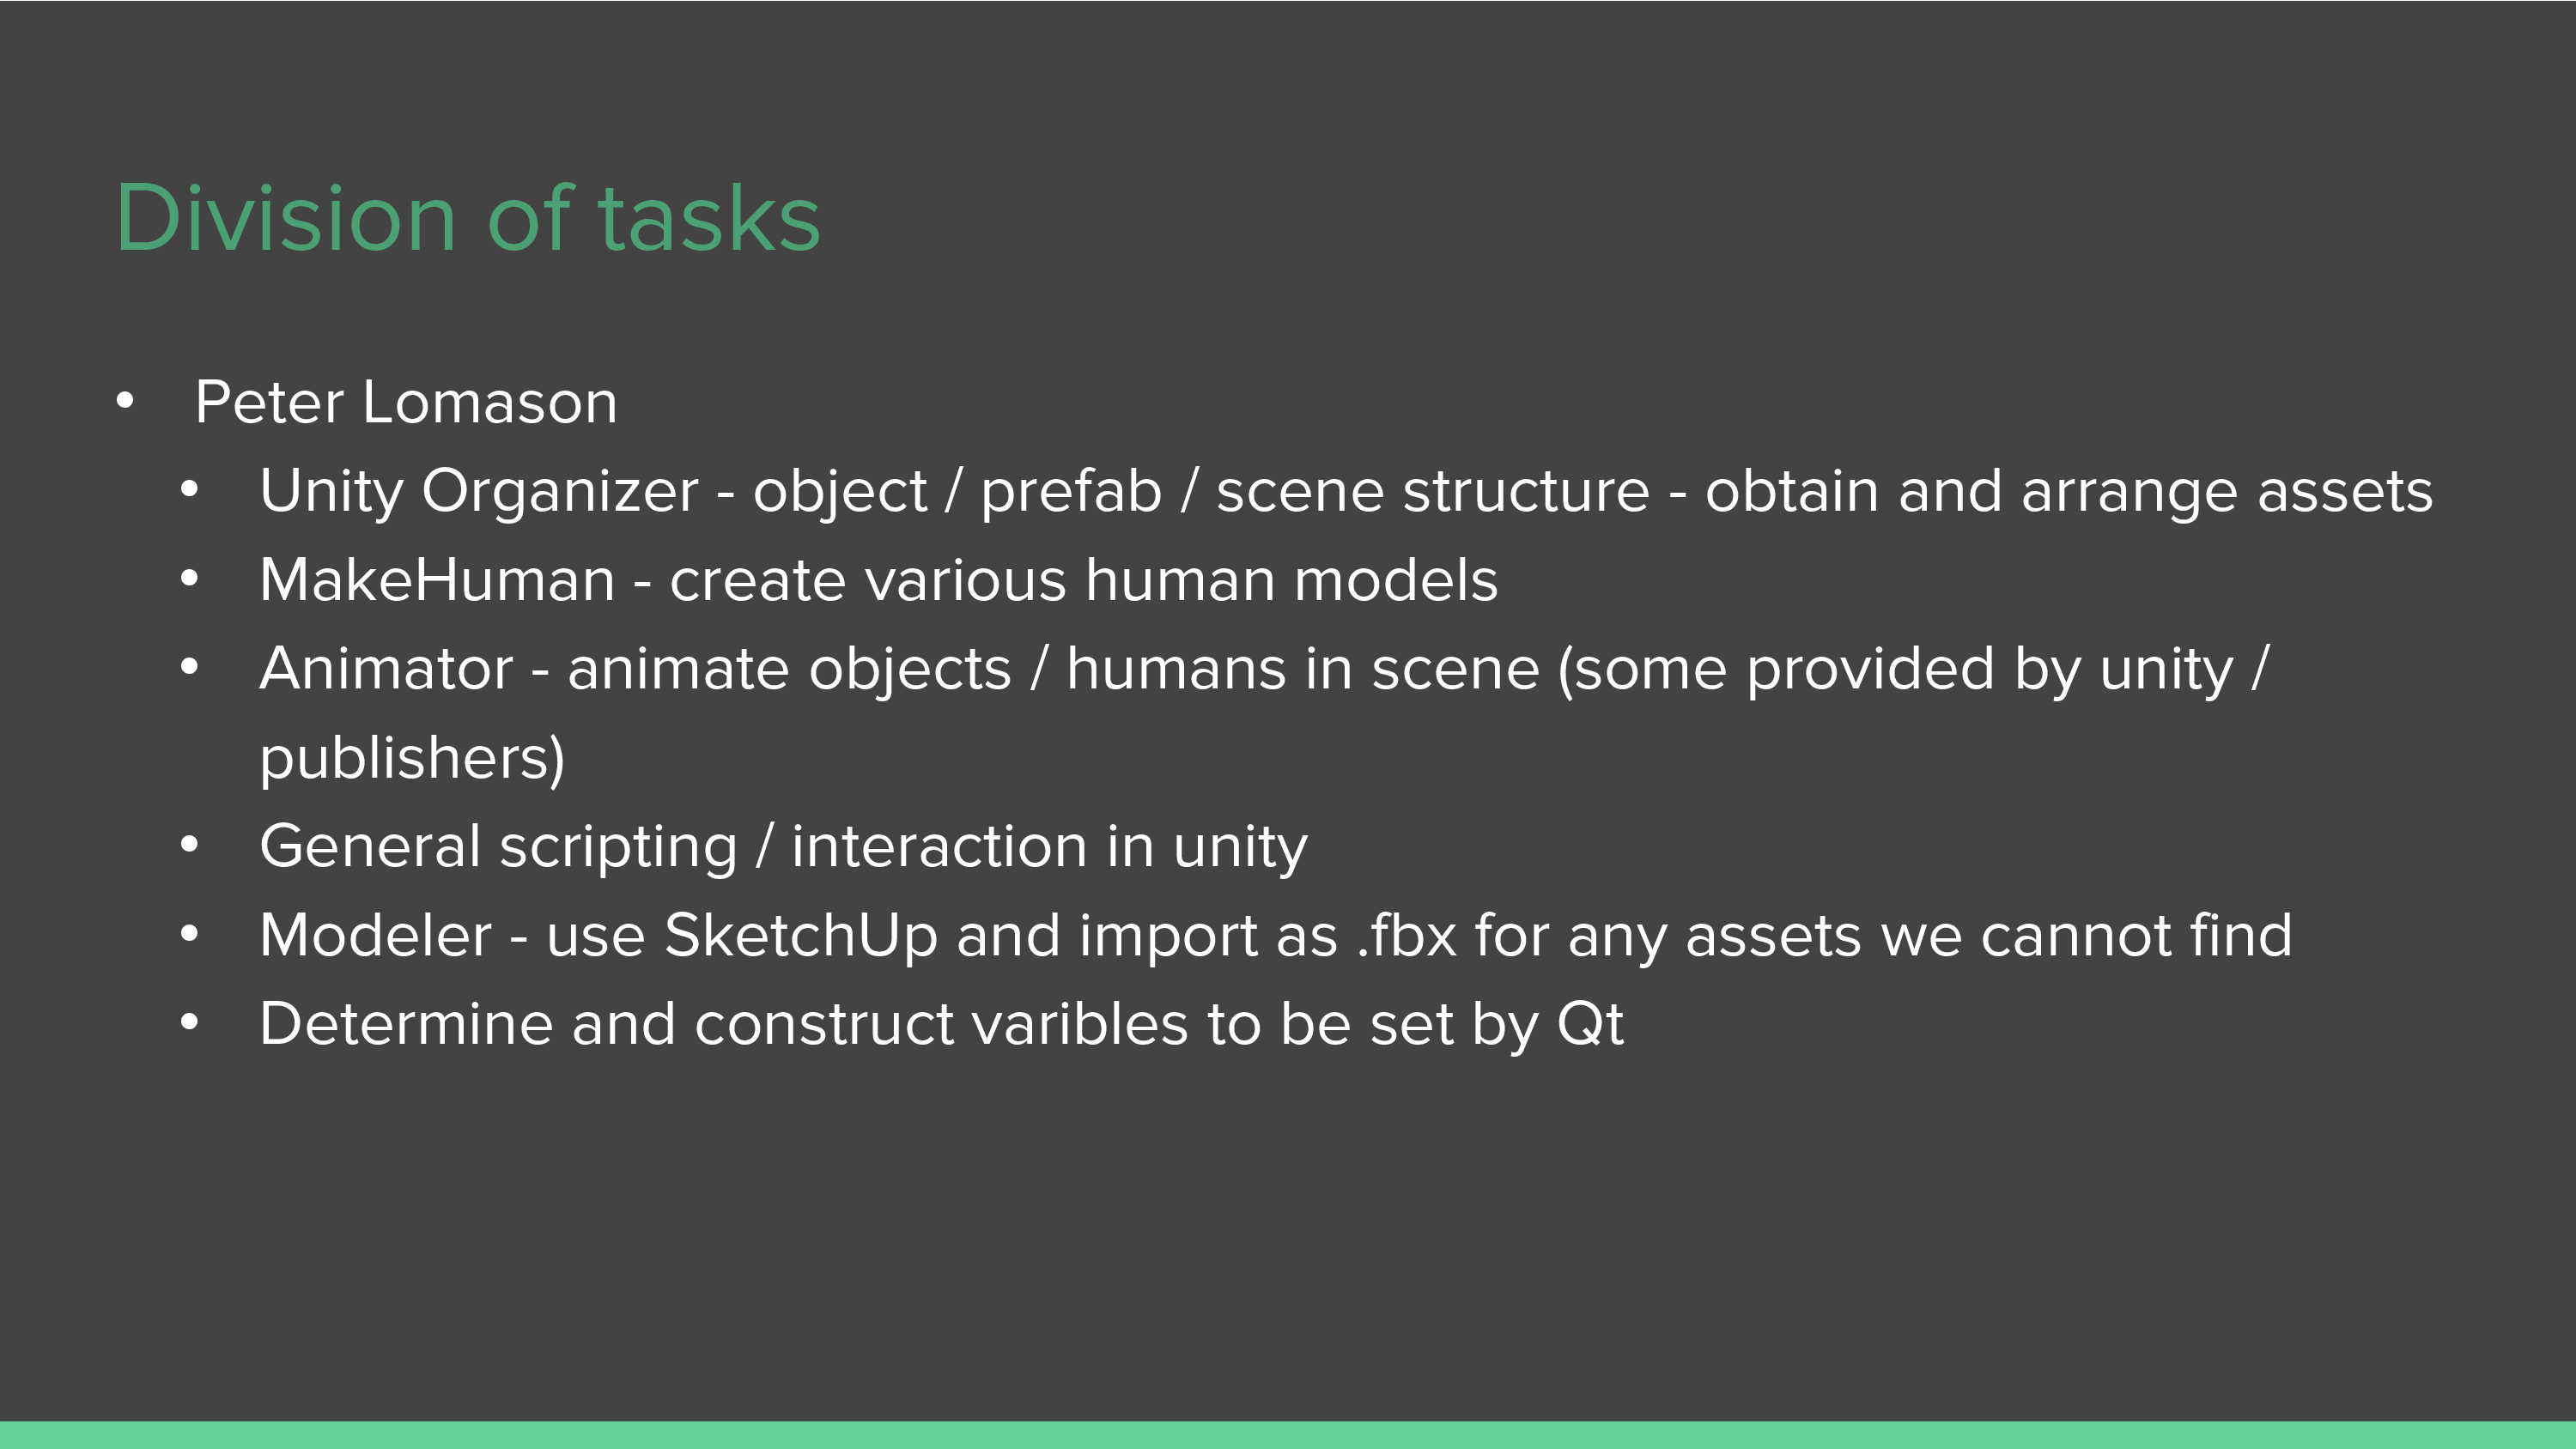 Division of tasks
• Peter Lomason
• Unity Organizer - object / prefab / scene structure - obtain and arrange assets
• MakeHuman - create various human models
• Animator - animate objects / humans in scene (some provided by unity /
publishers)
• General scripting / interaction in unity
• Modeler - use SketchUp and import as .fbx for any assets we cannot find
• Determine and construct varibles to be set by Qt